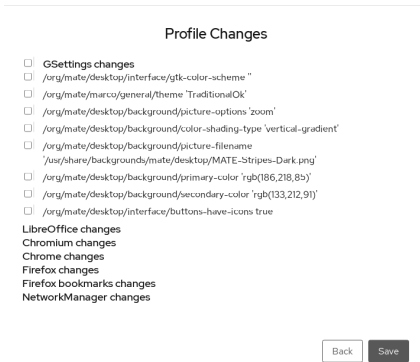 Profile Changes
GSettings changes
/org/mate/desktop/interface/gtk-color-scheme ''
/org/mate/marco/general/theme 'TraditionalOk'
/org/mate/desktop/background/picture-options 'zoom'
/org/mate/desktop/background/color-shading-type 'vertical-gradient'
/org/mate/desktop/background/picture-filename
'/usr/share/backgrounds/mate/desktop/MATE-Stripes-Dark.png'
/org/mate/desktop/background/primary-color 'rgb(186,218,85)'
/org/mate/desktop/background/secondary-color 'rgb(133,212,91)'
/org/mate/desktop/interface/buttons-have-icons true
LibreOffice changes
Chromium changes
Chrome changes
Firefox changes
Firefox bookmarks changes
NetworkManager changes
Back
Save